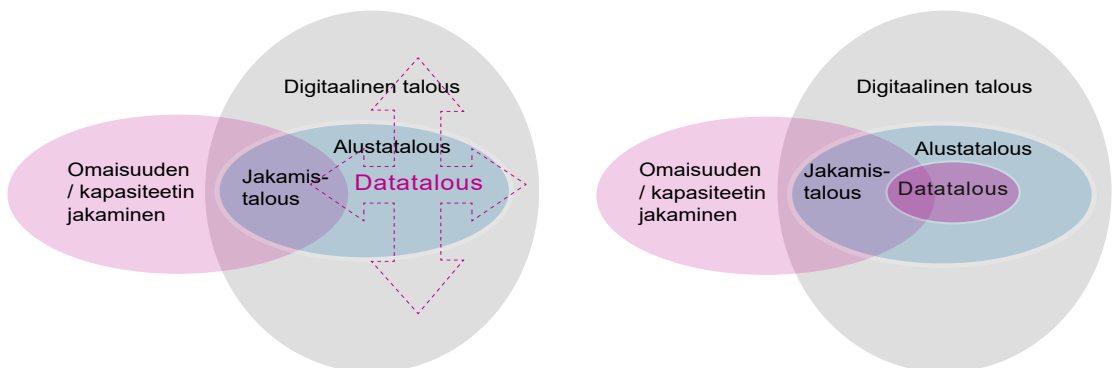 Digitaalinen talous
Alustatalous
Omaisuuden
/ kapasiteetin
jakaminen
Jakamis-
talous
Datatalous
Digitaalinen talous
Alustatalous
Omaisuuden
/ kapasiteetin
jakaminen
Jakamis-
talous
Datatalous